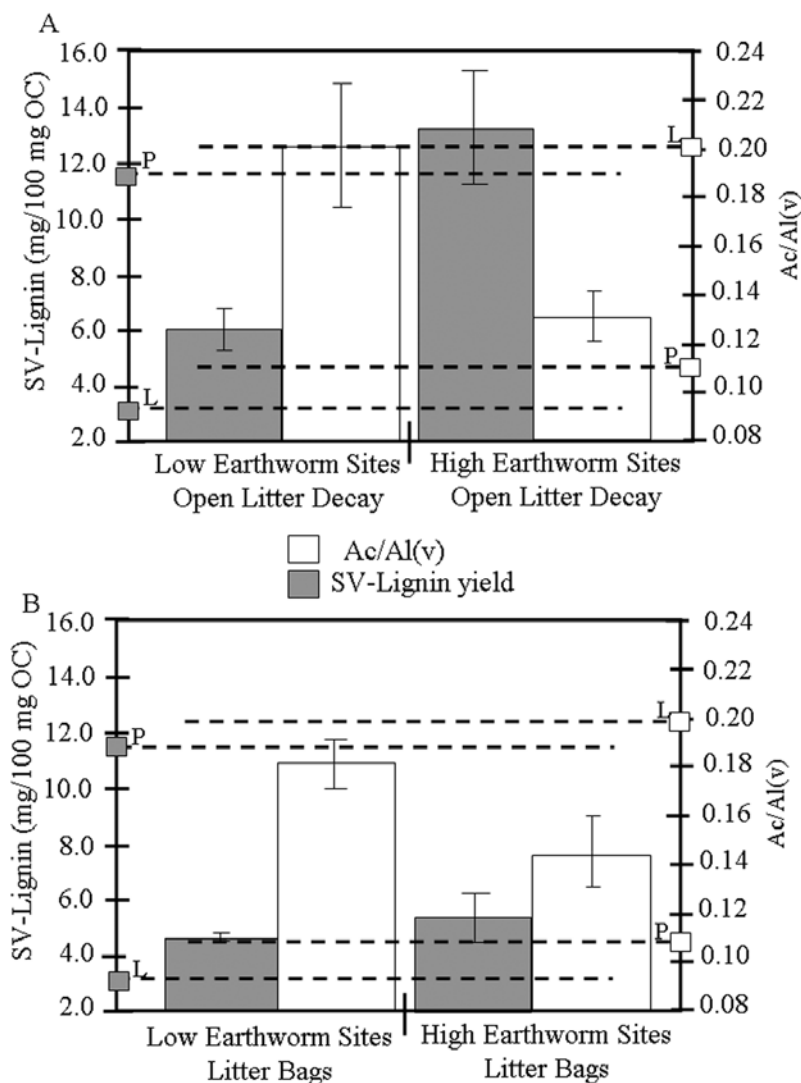 A
SV-Lignin (mg/100 mg OC)
16.0
14.0
12.0
10.0
8.0
6.0
4.0
2.0
P
L
L
P
0.24
0.22
0.20
0.18
0.16
0.14
0.12
0.10
0.08
Ac/Al(v)
Low Earthworm Sites
Open Litter Decay
High Earthworm Sites
Open Litter Decay
Ac/Al(v)
SV-Lignin yield
B
SV-Lignin (mg/100 mg OC)
16.0
14.0
12.0
10.0
8.0
6.0
4.0
2.0
P
L
L
P
0.24
0.22
0.20
0.18
0.16
0.14
0.12
0.10
0.08
Ac/Al(v)
Low Earthworm Sites
Litter Bags
High Earthworm Sites
Litter Bags